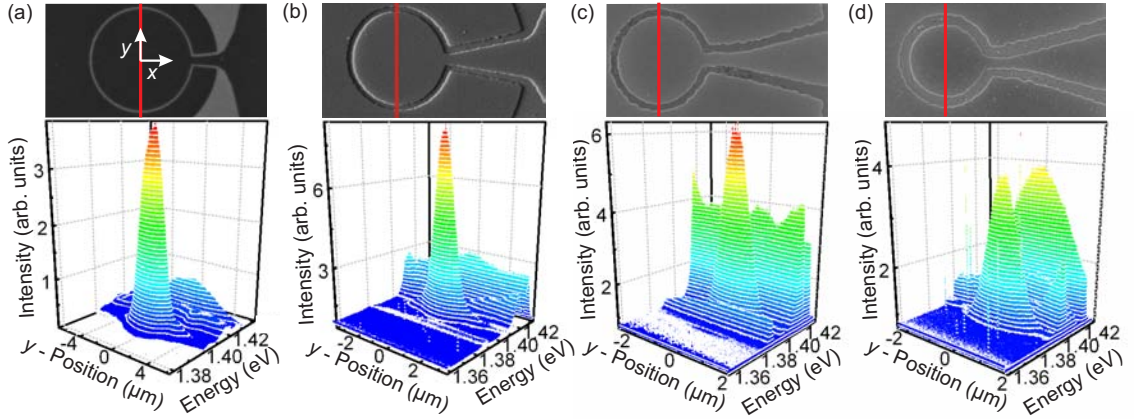 (a)
y
x
Intensity (arb. units)
3
2
1
-4
0
4
y - Position (µm)
1.38
1.40
1.42
Energy (eV)
(b)
Intensity (arb. units)
6
3
-2
0
2
y - Position (µm)
1.36
1.38
1.40
1.42
Energy (eV)
(c)
Intensity (arb. units)
6
4
2
-2
0
2
y - Position (µm)
1.36
1.38
1.40
1.42
Energy (eV)
(d)
Intensity (arb. units)
4
2
-2
0
2
y - Position (µm)
1.36
1.38
1.40
1.42
Energy (eV)